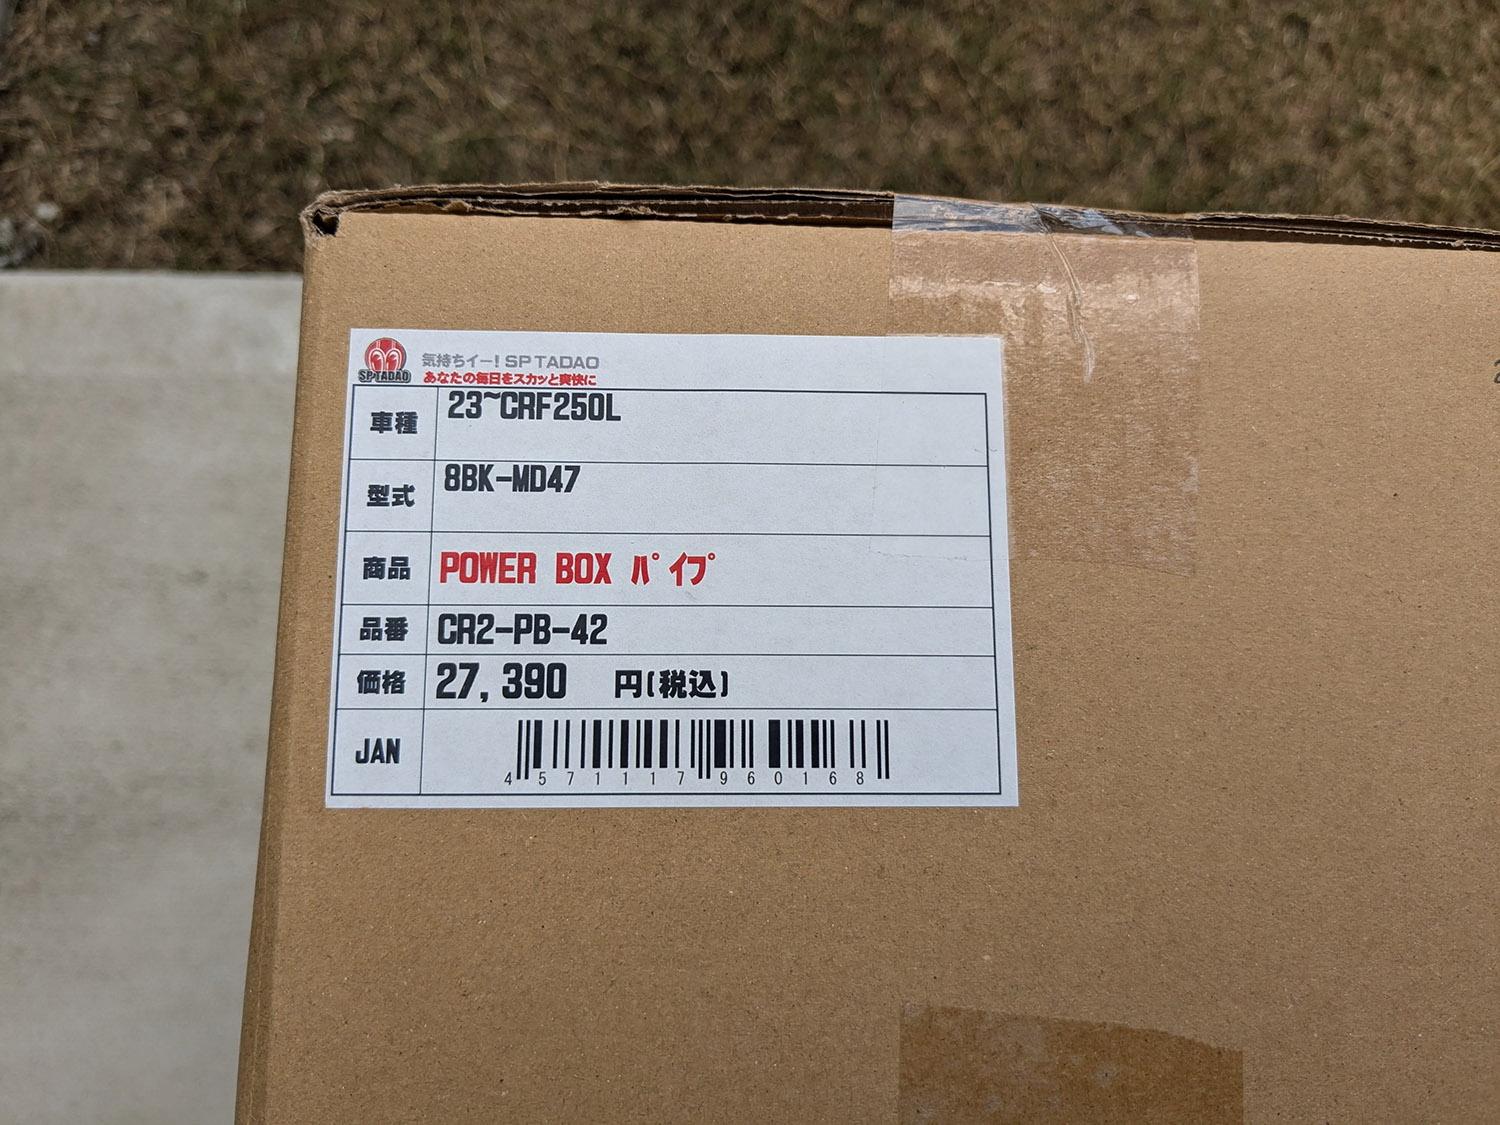 SP TADAO
気持ちイー! SP TADAO
あなたの毎日をスカッと爽快に
車種 23~CRF250L
型式 8BK-MD47
商品 POWER BOX ﾊﾟｲﾌﾟ
品番 CR2-PB-42
価格 27,390 円(税込)
JAN
4571117960168